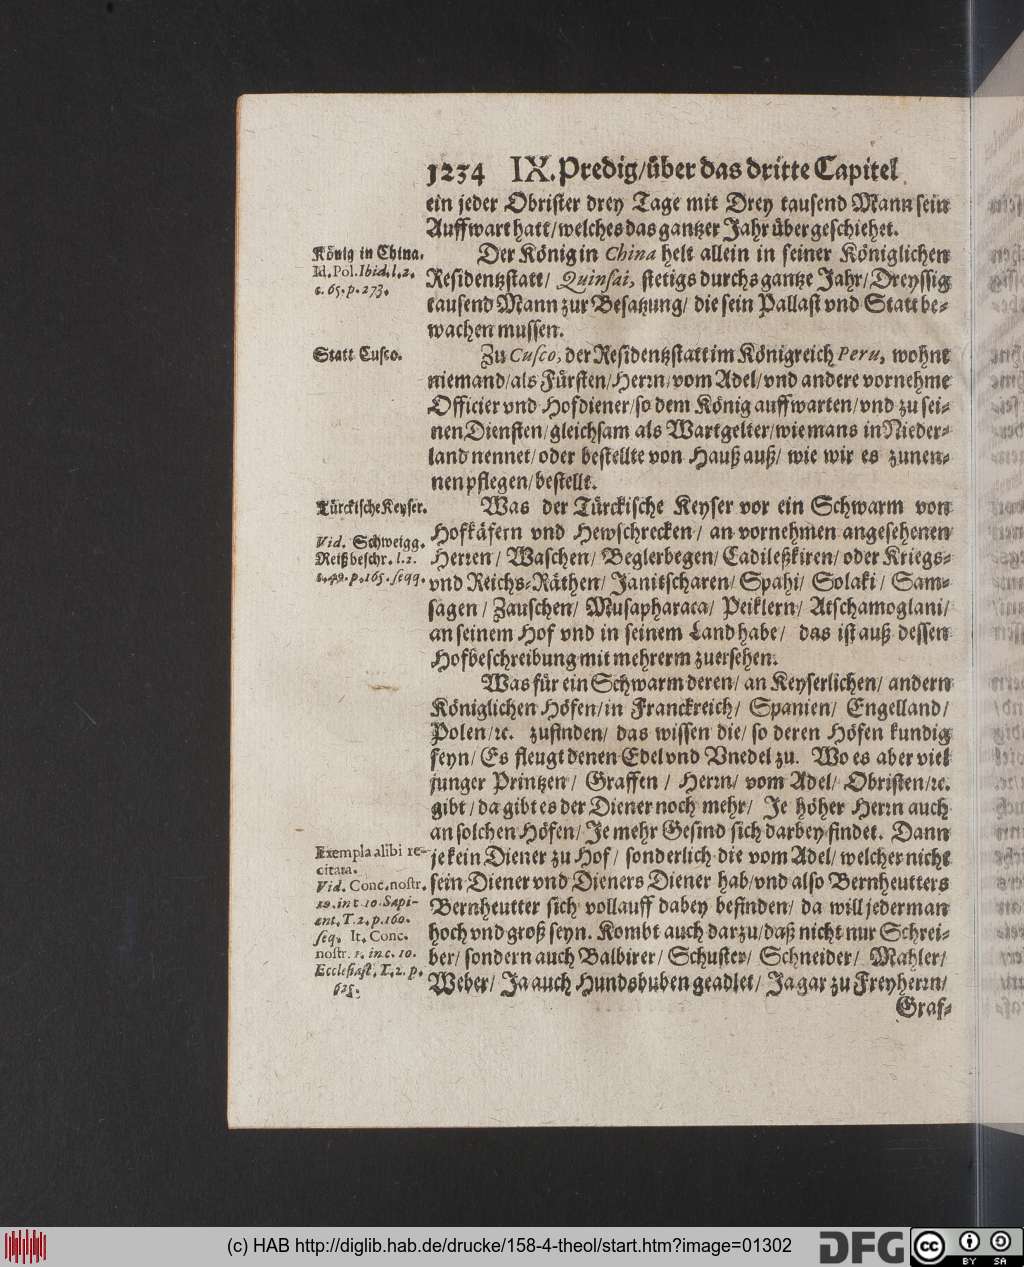 1234 IX. Predig/über das dritte Capitel
ein jeder Obrister drey Tage mit Drey tausend Mann sein
Auffwart hatt/welches das gantzer Jahr über geschiehet.
König in China.
Id. Pol. Ibid. l. 2.
c. 65. p. 273.
Der König in China helt allein in seiner Königlichen
Residentzstatt/ Quinsai, stetigs durchs gantze Jahr/Dreyssig
tausend Mann zur Besatzung/ die sein Pallast vnd Statt be-
wachen mussen.
Statt Cusco.
Zu Cusco, der Residentzstatt im Königreich Peru, wohnt
niemand/als Fürsten/Herrn/vom Adel/vnd andere vornehme
Officier vnd Hofdiener/so dem König auffwarten/vnd zu sei-
nen Diensten/gleichsam als Wartgelter/wie mans in Nieder-
land nennet/oder bestellte von Hauß auß/ wie wir es zunen-
nen pflegen/bestellt.
Türckische Keyser.
Vid. Schweigg.
Reißbeschr. l. 2.
c. 49. p. 165. seqq.
Was der Türckische Keyser vor ein Schwarm von
Hofkäfern vnd Hewschrecken/ an vornehmen angesehenen
Herren/ Waschen/ Beglerbegen/ Cadileßkiren/ oder Kriegs-
vnd Reichs-Räthen/ Janitscharen/ Spahi/ Solaki/ Sam-
sagen/ Zauschen/ Musapharaca/ Peiklern/ Atschamoglani/
an seinem Hof vnd in seinem Land habe/ das ist auß dessen
Hofbeschreibung mit mehrerm zuersehen.
Was für ein Schwarm deren/ an Keyserlichen/ andern
Königlichen Höfen/in Franckreich/ Spanien/ Engelland/
Polen/ꝛc. zufinden/ das wissen die/so deren Höfen kundig
seyn/ Es fleugt denen Edel vnd Vnedel zu. Wo es aber viel
junger Printzen/ Graffen/ Herrn/ vom Adel/ Obristen/ꝛc.
gibt/ da gibt es der Diener noch mehr/ Je höher Herrn auch
an solchen Höfen/ Je mehr Gesind sich darbey findet. Dann
Exempla alibi re-
citata.
Vid. Conc. nostr.
19. in c. 10. Sapi-
ent. T. 2. p. 160.
seq. It. Conc.
nostr. 1. in c. 10.
Ecclesiast. T. 2. p.
625.
je kein Diener zu Hof/ sonderlich die vom Adel/ welcher nicht
sein Diener vnd Dieners Diener hab/vnd also Bernheutters
Bernheutter sich vollauff dabey befinden/ da will jederman
hoch vnd groß seyn. Kombt auch darzu/daß nicht nur Schrei-
ber/ sondern auch Balbirer/ Schuster/ Schneider/ Mahler/
Weber/ Ja auch Hundsbuben geadlet/ Ja gar zu Freyherrn/
Graf-
(c) HAB http://diglib.hab.de/drucke/158-4-theol/start.htm?image=01302
DFG
cc BY SA